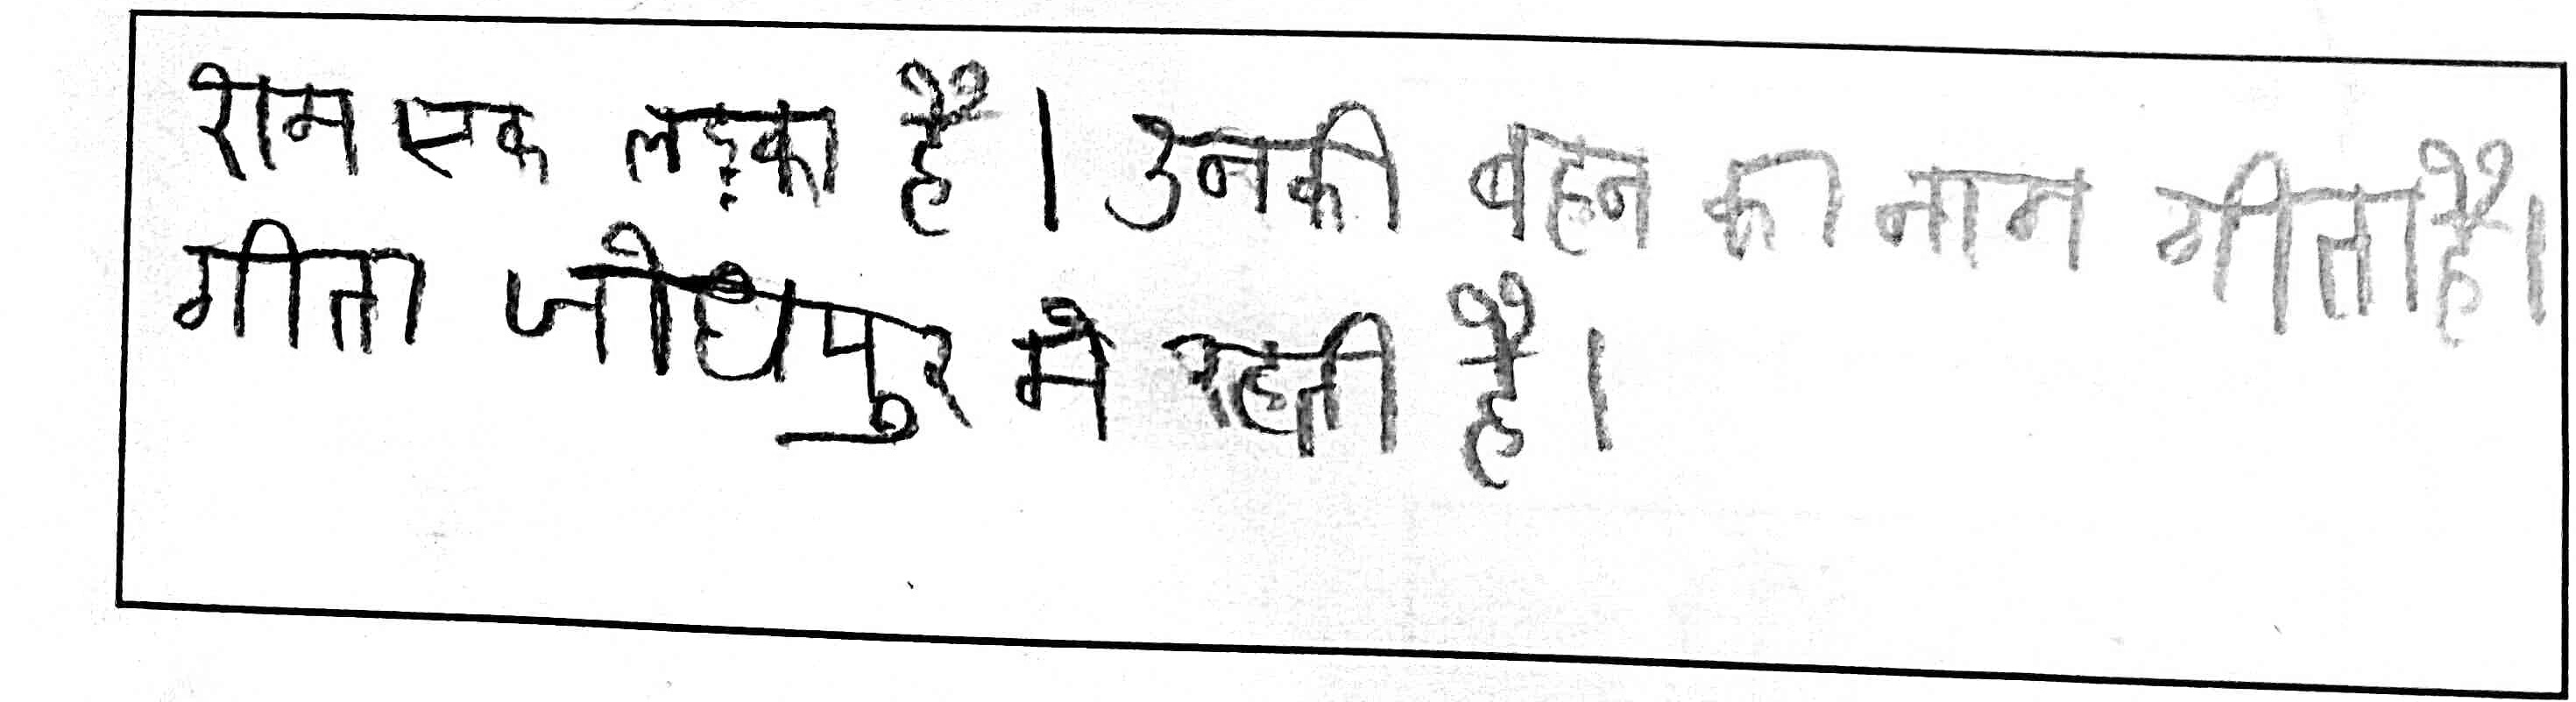 राम एक लड़का है। उनकी बहन का नाम गीता है।
गीता जोधपुर मे रहती है।